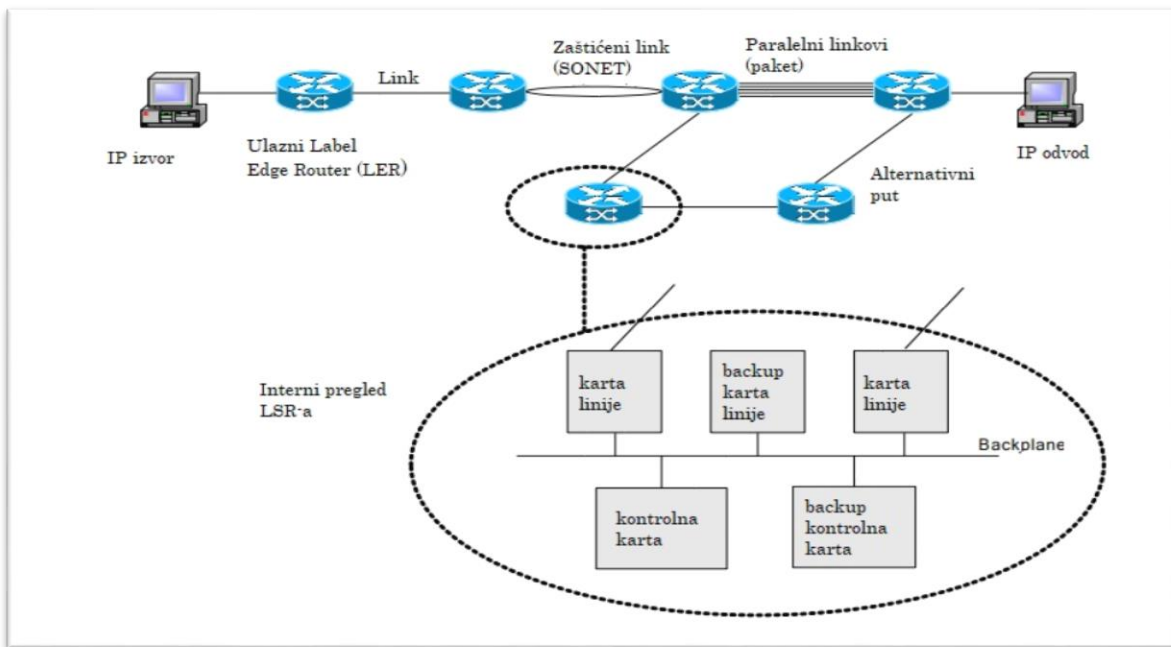 Zaštićeni link
(SONET)
Paralelni linkovi
(paket)
Link
IP izvor
Ulazni Label
Edge Router (LER)
IP odvod
Alternativni
put
Interni pregled
LSR-a
karta
linije
backup
karta
linije
karta
linije
Backplane
kontrolna
karta
backup
kontrolna
karta